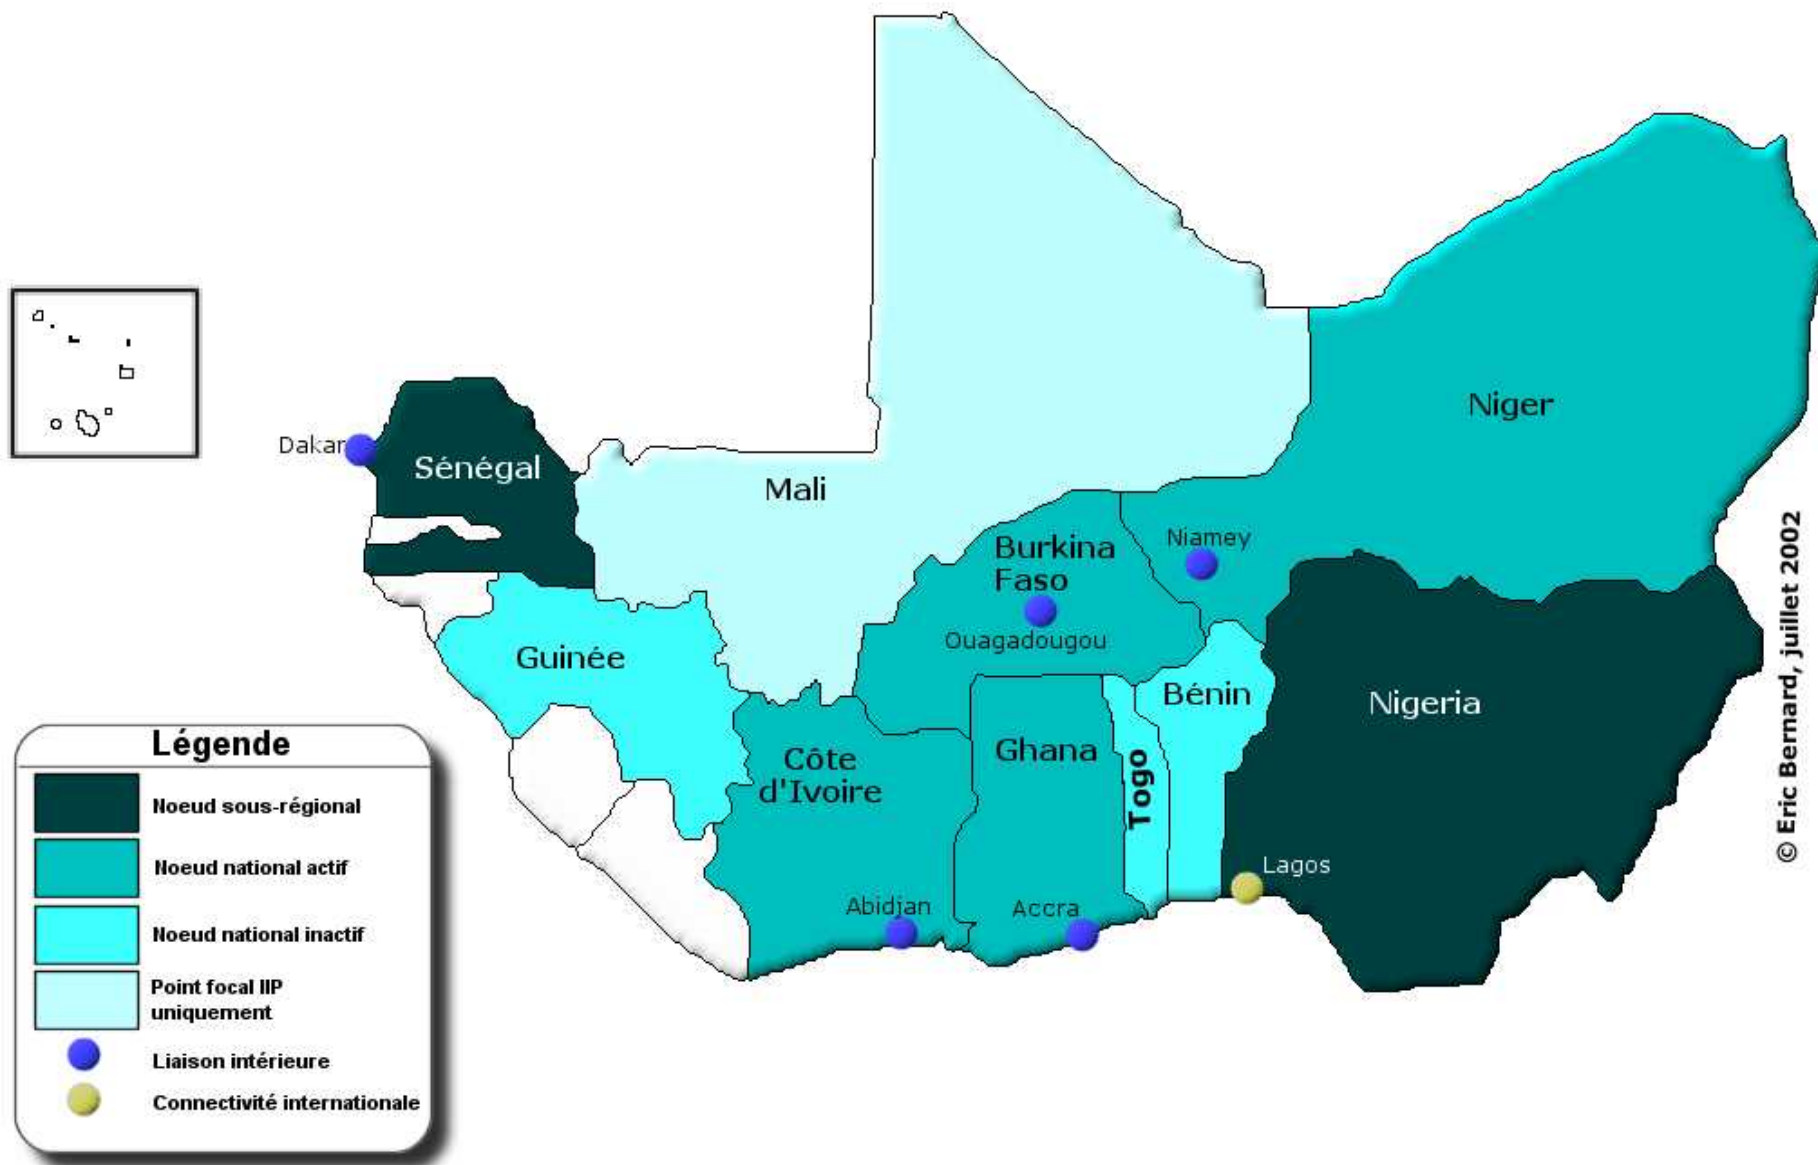 Dakar
Sénégal
Mali
Niger
Niamey
Burkina
Faso
Ouagadougou
Guinée
Bénin
Nigeria
Ghana
Côte
d'Ivoire
Togo
Lagos
Abidjan
Accra
© Eric Bernard, juillet 2002
Légende
Noeud sous-régional
Noeud national actif
Noeud national inactif
Point focal IIP
uniquement
Liaison intérieure
Connectivité internationale